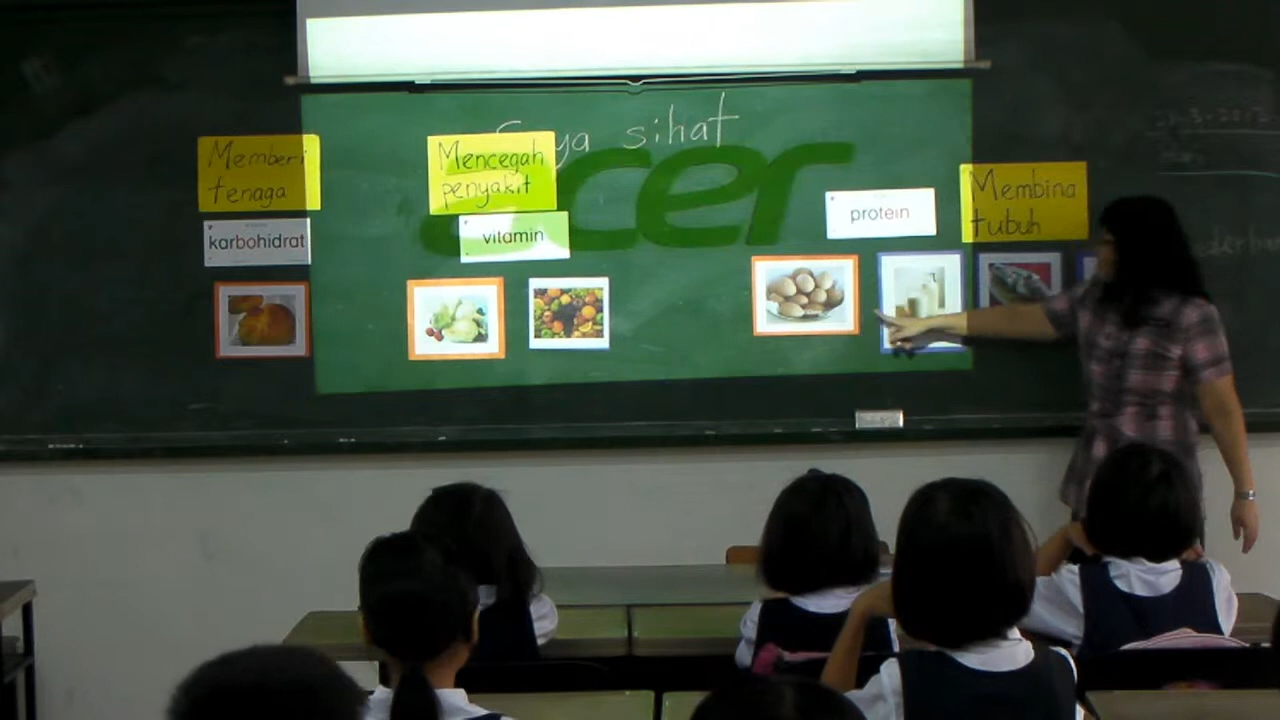 Saya sihat
acer
Memberi
tenaga
karbohidrat
Mencegah
penyakit
vitamin
protein
Membina
tubuh